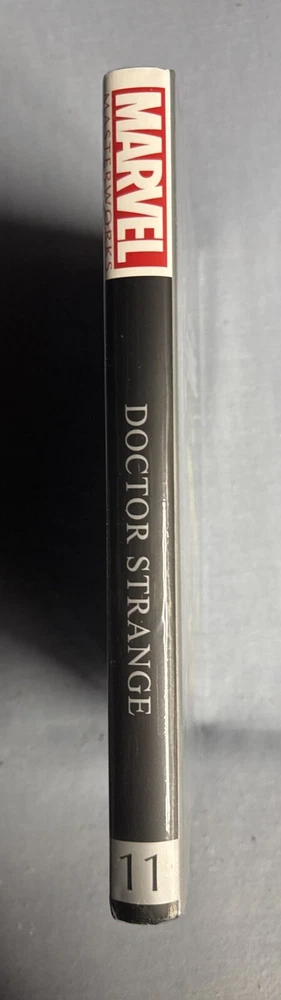 MARVEL
MASTERWORKS
DOCTOR STRANGE
11